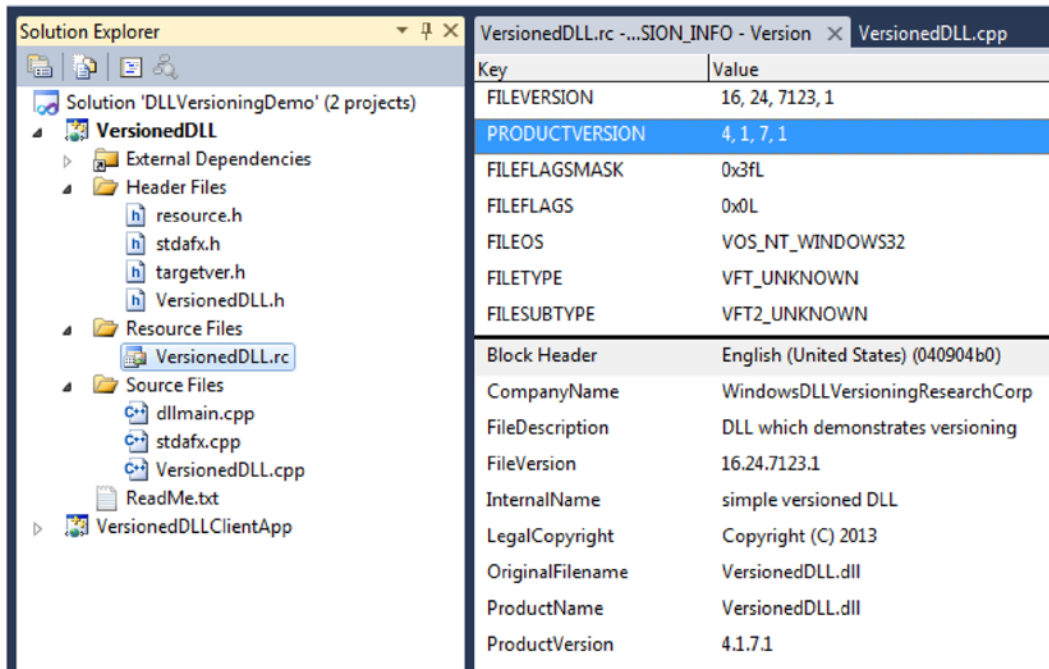 Solution Explorer
Solution 'DLLVersioningDemo' (2 projects)
VersionedDLL
External Dependencies
Header Files
resource.h
stdafx.h
targetver.h
VersionedDLL.h
Resource Files
VersionedDLL.rc
Source Files
dllmain.cpp
stdafx.cpp
VersionedDLL.cpp
ReadMe.txt
VersionedDLLClientApp
VersionedDLL.rc -...SION_INFO - Version VersionedDLL.cpp
Key Value
FILEVERSION 16, 24, 7123, 1
PRODUCTVERSION 4, 1, 7, 1
FILEFLAGSMASK 0x3fL
FILEFLAGS 0x0L
FILEOS VOS_NT_WINDOWS32
FILETYPE VFT_UNKNOWN
FILESUBTYPE VFT2_UNKNOWN
Block Header English (United States) (040904b0)
CompanyName WindowsDLLVersioningResearchCorp
FileDescription DLL which demonstrates versioning
FileVersion 16.24.7123.1
InternalName simple versioned DLL
LegalCopyright Copyright (C) 2013
OriginalFilename VersionedDLL.dll
ProductName VersionedDLL.dll
ProductVersion 4.1.7.1